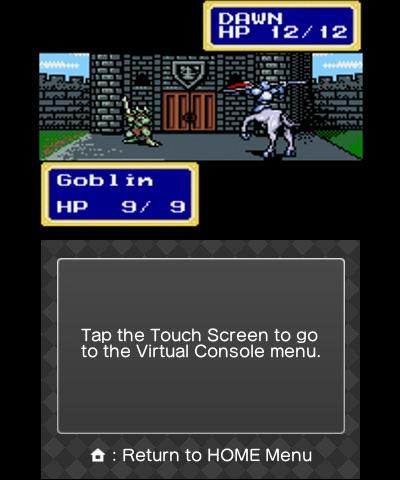 DAWN
HP 12/12
Goblin
HP 9/ 9
Tap the Touch Screen to go
to the Virtual Console menu.
: Return to HOME Menu